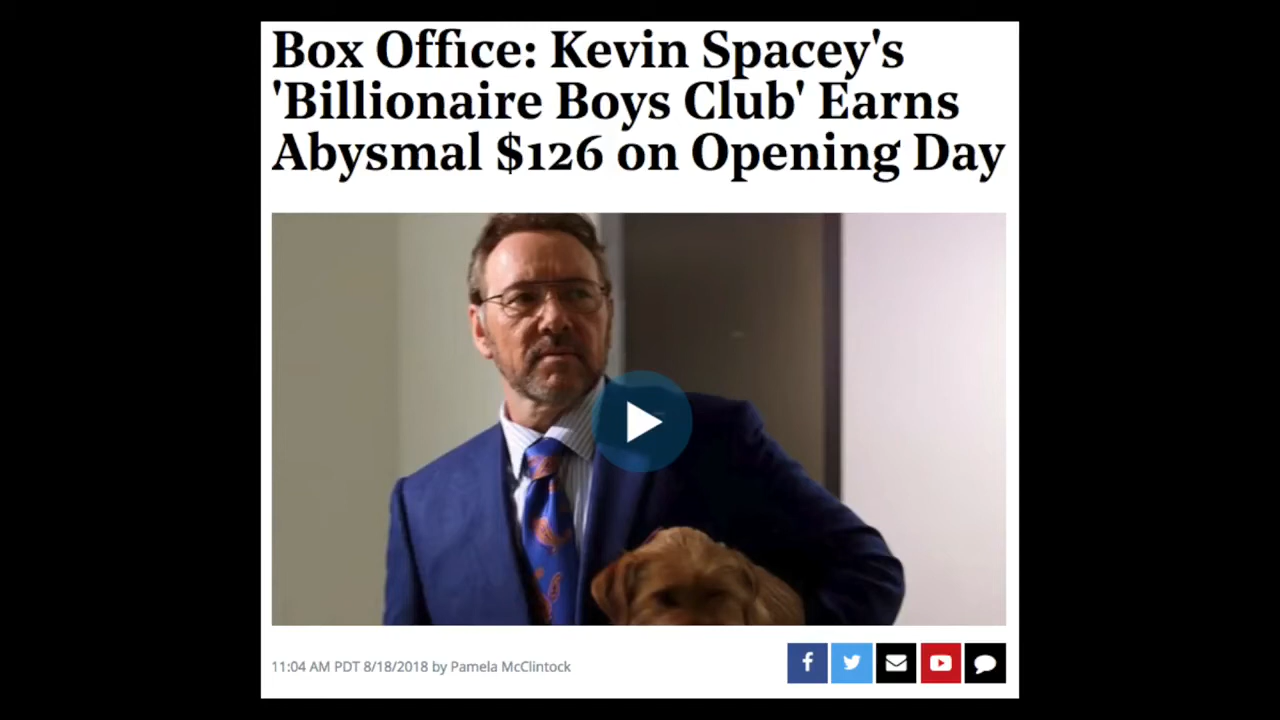 Box Office: Kevin Spacey's
'Billionaire Boys Club' Earns
Abysmal $126 on Opening Day
11:04 AM PDT 8/18/2018 by Pamela McClintock